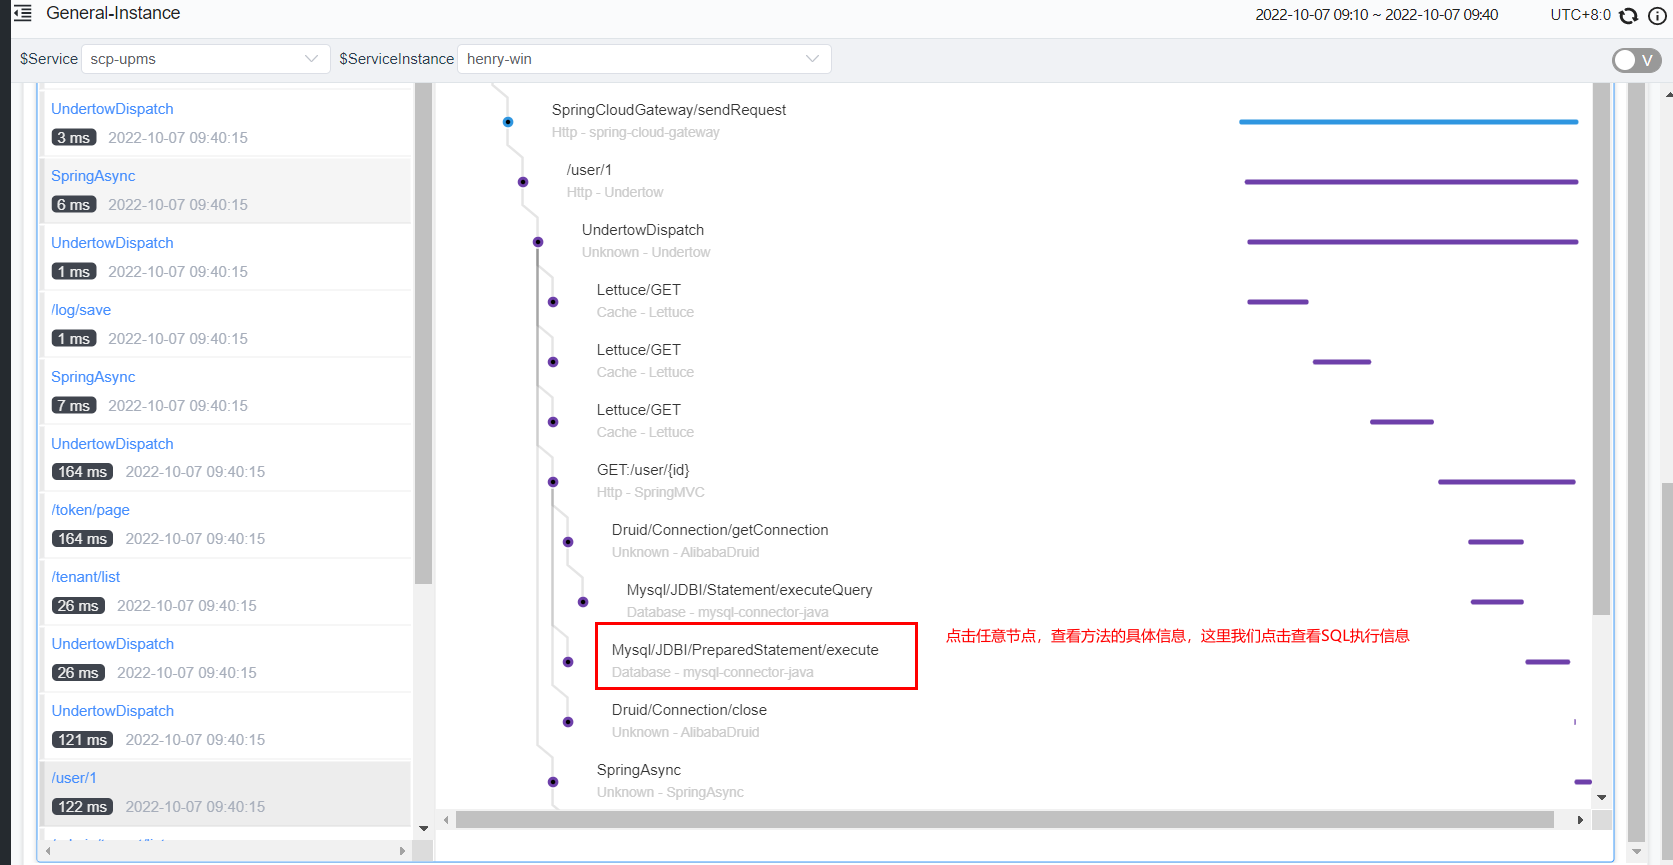 General-Instance
2022-10-07 09:10 ~ 2022-10-07 09:40
UTC+8:0
$Service
scp-upms
$ServiceInstance
henry-win
V
UndertowDispatch
3 ms 2022-10-07 09:40:15
SpringAsync
6 ms 2022-10-07 09:40:15
UndertowDispatch
1 ms 2022-10-07 09:40:15
/log/save
1 ms 2022-10-07 09:40:15
SpringAsync
7 ms 2022-10-07 09:40:15
UndertowDispatch
164 ms 2022-10-07 09:40:15
/token/page
164 ms 2022-10-07 09:40:15
/tenant/list
26 ms 2022-10-07 09:40:15
UndertowDispatch
26 ms 2022-10-07 09:40:15
UndertowDispatch
121 ms 2022-10-07 09:40:15
/user/1
122 ms 2022-10-07 09:40:15
SpringCloudGateway/sendRequest
Http - spring-cloud-gateway
/user/1
Http - Undertow
UndertowDispatch
Unknown - Undertow
Lettuce/GET
Cache - Lettuce
Lettuce/GET
Cache - Lettuce
Lettuce/GET
Cache - Lettuce
GET:/user/{id}
Http - SpringMVC
Druid/Connection/getConnection
Unknown - AlibabaDruid
Mysql/JDBI/Statement/executeQuery
Database - mysql-connector-java
Mysql/JDBI/PreparedStatement/execute
Database - mysql-connector-java
点击任意节点，查看方法的具体信息，这里我们点击查看SQL执行信息
Druid/Connection/close
Unknown - AlibabaDruid
SpringAsync
Unknown - SpringAsync